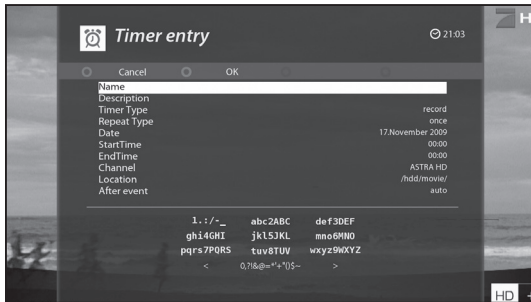 Timer entry
21:03
H
Cancel OK
Name
Description
Timer Type record
Repeat Type once
Date 17.November 2009
StartTime 00:00
EndTime 00:00
Channel ASTRA HD
Location /hdd/movie/
After event auto
1.:/-_ abc2ABC def3DEF
ghi4GHI jkl5JKL mno6MNO
pqrs7PQRS tuv8TUV wxyz9WXYZ
< 0,?!&@=*'+"()$~ >
HD